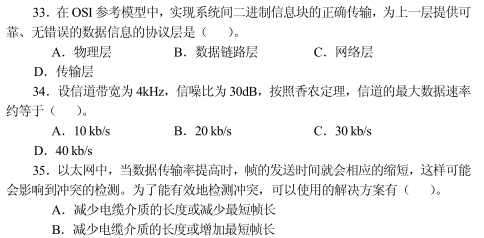 33．在 OSI 参考模型中，实现系统间二进制信息块的正确传输，为上一层提供可
靠、无错误的数据信息的协议层是（ ）。
A．物理层 B．数据链路层 C．网络层
D．传输层
34．设信道带宽为 4kHz，信噪比为 30dB，按照香农定理，信道的最大数据速率
约等于（ ）。
A．10 kb/s B．20 kb/s C．30 kb/s
D．40 kb/s
35．以太网中，当数据传输率提高时，帧的发送时间就会相应的缩短，这样可能
会影响到冲突的检测。为了能有效地检测冲突，可以使用的解决方案有（ ）。
A．减少电缆介质的长度或减少最短帧长
B．减少电缆介质的长度或增加最短帧长